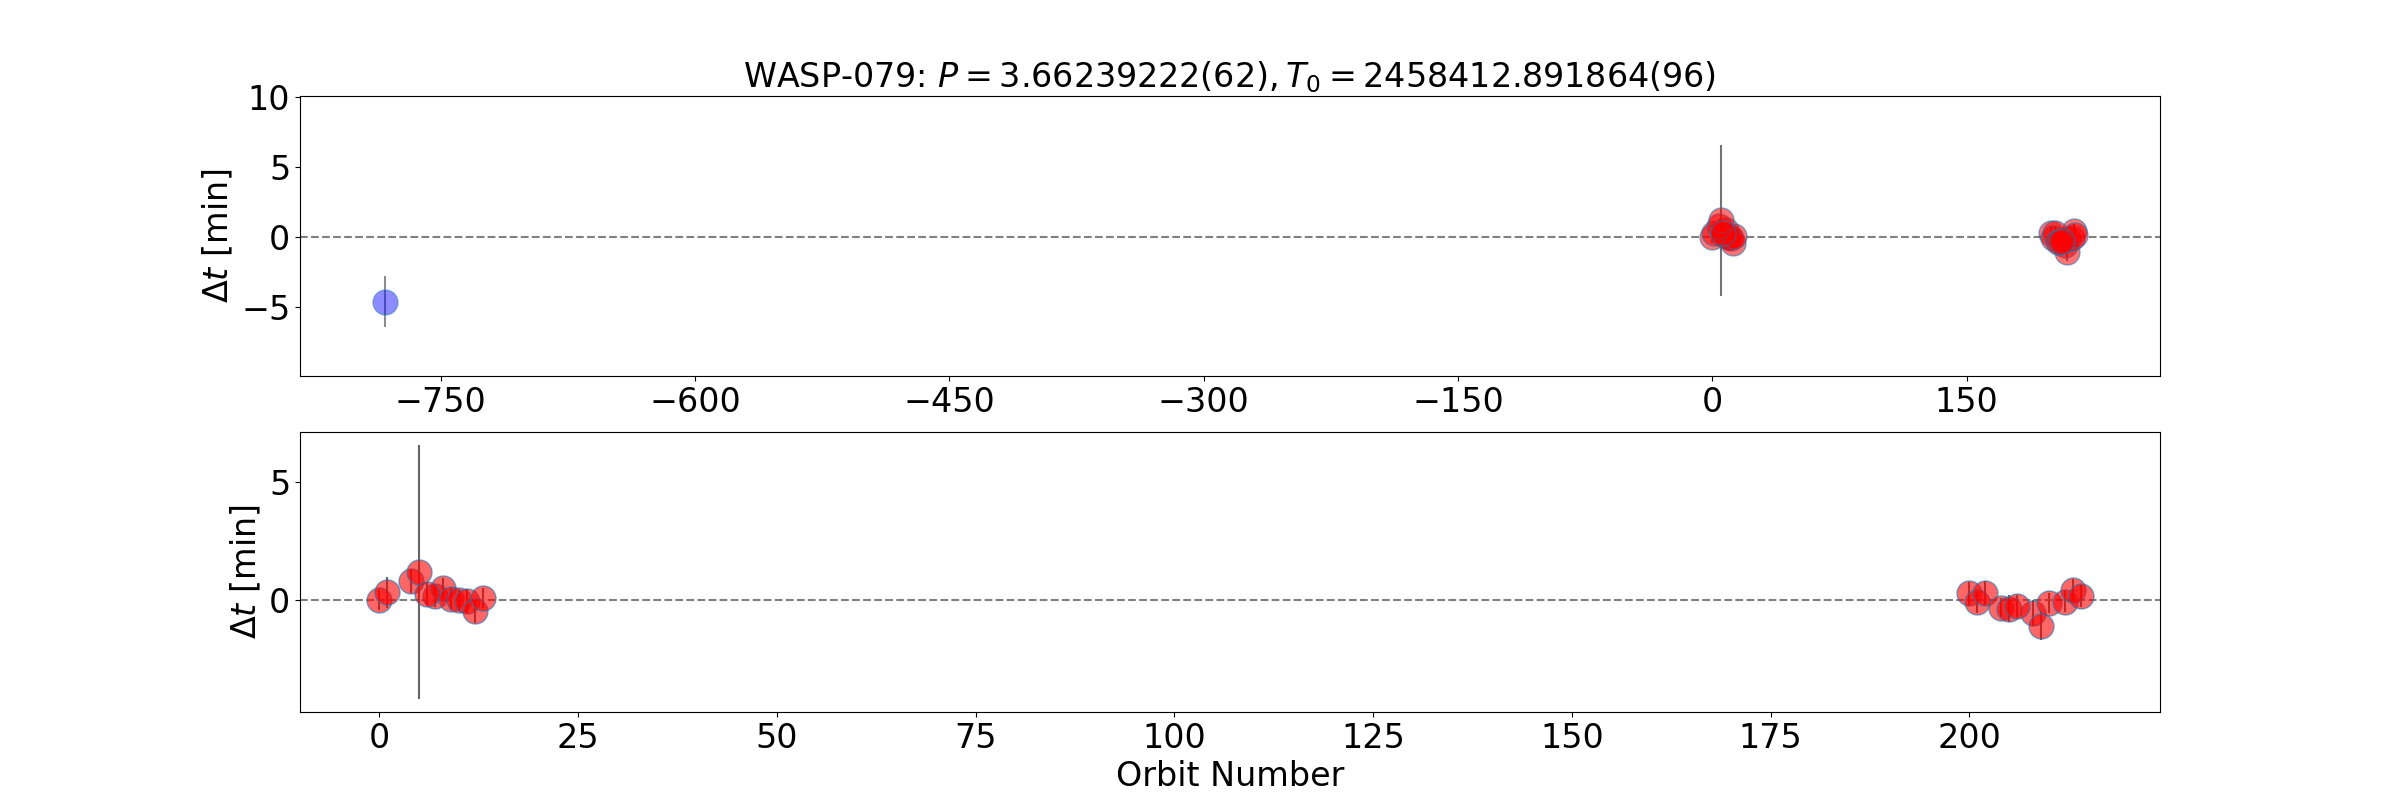 WASP-079: P = 3.66239222(62), T₀ = 2458412.891864(96)
10
5
0
−5
Δt [min]
−750 −600 −450 −300 −150 0 150
5
0
Δt [min]
0 25 50 75 100 125 150 175 200
Orbit Number